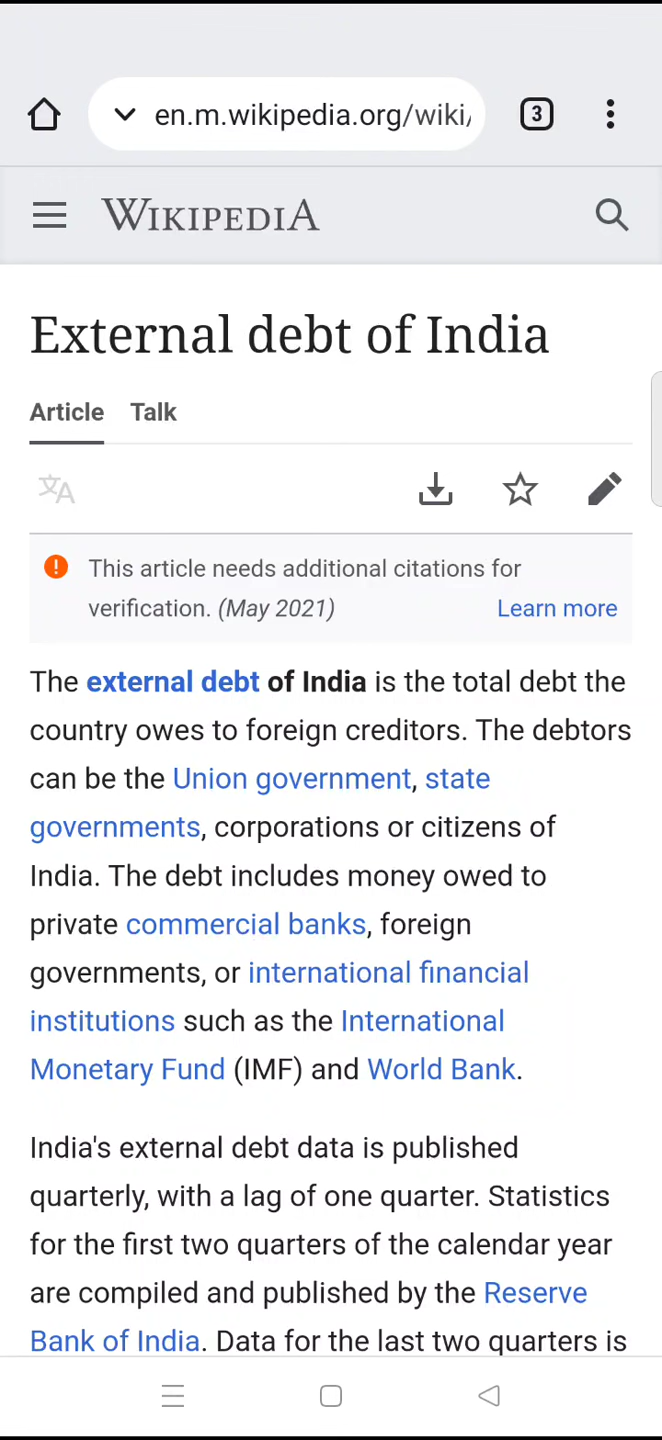 en.m.wikipedia.org/wiki/
3
WIKIPEDIA
External debt of India
Article Talk
文A
This article needs additional citations for
verification. (May 2021) Learn more
The external debt of India is the total debt the
country owes to foreign creditors. The debtors
can be the Union government, state
governments, corporations or citizens of
India. The debt includes money owed to
private commercial banks, foreign
governments, or international financial
institutions such as the International
Monetary Fund (IMF) and World Bank.
India's external debt data is published
quarterly, with a lag of one quarter. Statistics
for the first two quarters of the calendar year
are compiled and published by the Reserve
Bank of India. Data for the last two quarters is